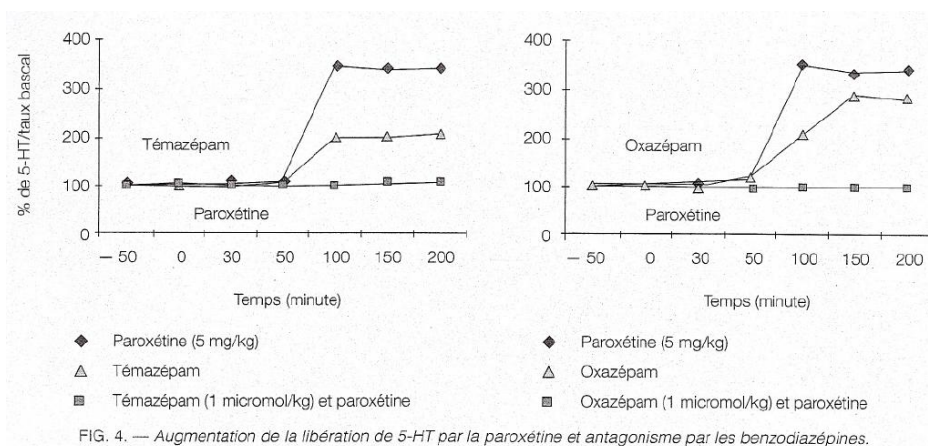 % de 5-HT/taux bascal
400
300
200
100
0
Témazépam
Paroxétine
— 50 0 30 50 100 150 200
Temps (minute)
Paroxétine (5 mg/kg)
Témazépam
Témazépam (1 micromol/kg) et paroxétine
400
300
200
100
0
Oxazépam
Paroxétine
— 50 0 30 50 100 150 200
Temps (minute)
Paroxétine (5 mg/kg)
Oxazépam
Oxazépam (1 micromol/kg) et paroxétine
FIG. 4. — Augmentation de la libération de 5-HT par la paroxétine et antagonisme par les benzodiazépines.